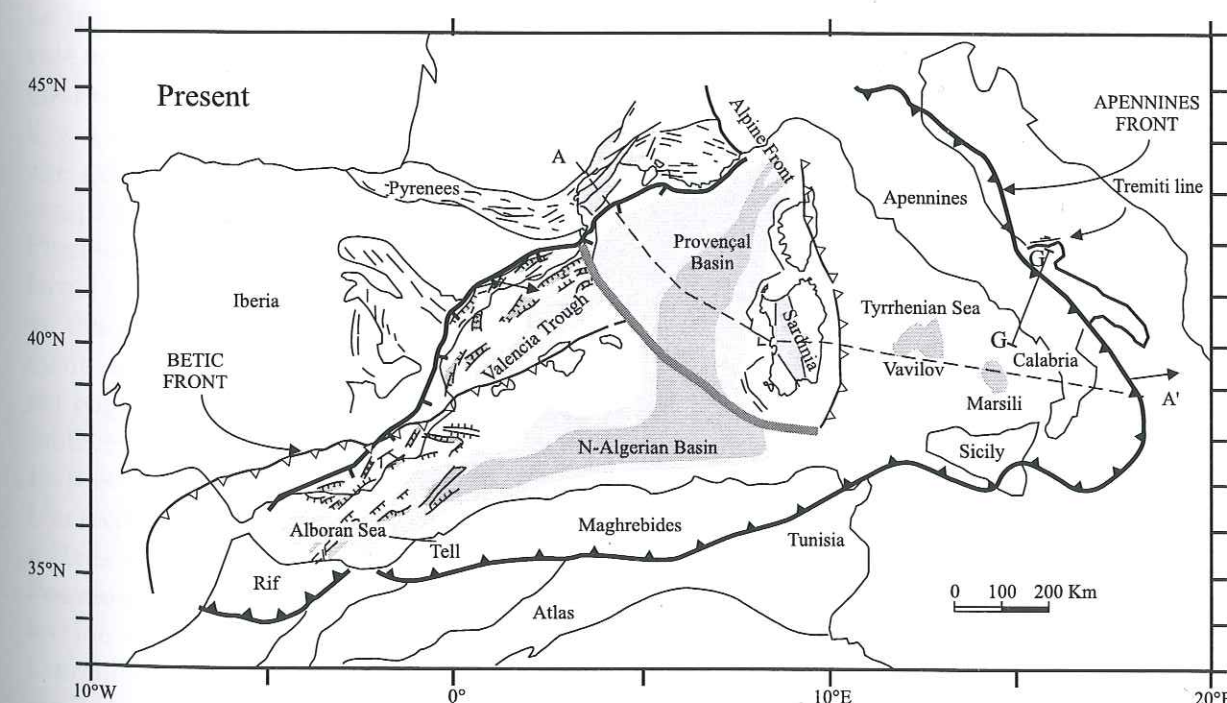 45°N
Present
APENNINES
FRONT
Alpine Front
A
Tremiti line
Pyrenees
Apennines
Provençal
Basin
G'
Iberia
Valencia Trough
Sardinia
Tyrrhenian Sea
40°N
G
Calabria
BETIC
FRONT
Vavilov
A'
Marsili
N-Algerian Basin
Sicily
Alboran Sea
Maghrebides
Tunisia
Tell
35°N
Rif
0 100 200 Km
Atlas
10°W
0°
10°E
20°E